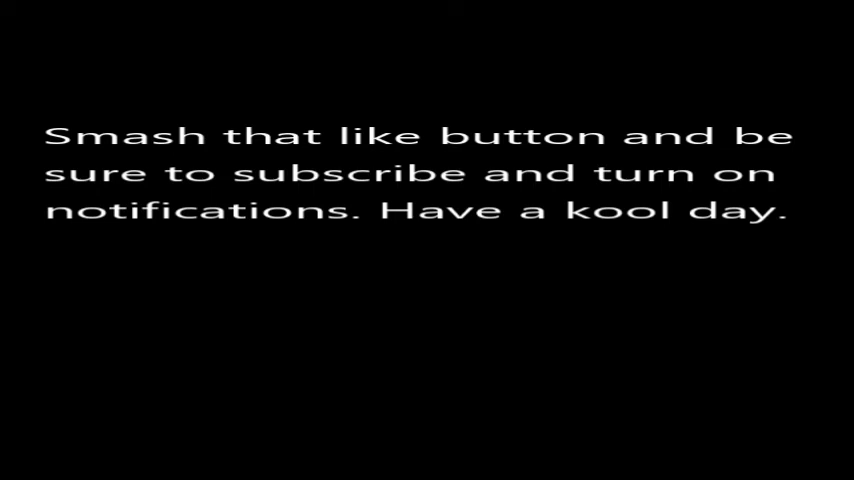 Smash that like button and be
sure to subscribe and turn on
notifications. Have a kool day.